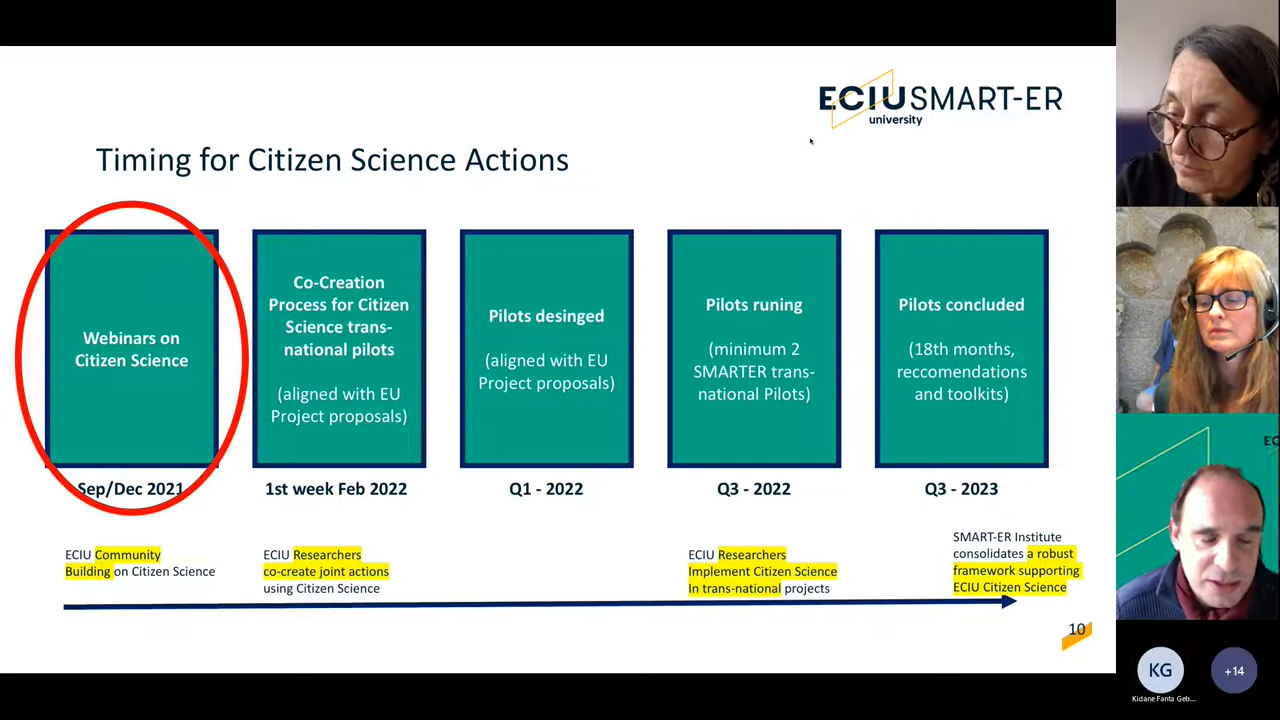 ECIU SMART-ER
university
Timing for Citizen Science Actions
Webinars on
Citizen Science
Co-Creation
Process for Citizen
Science trans-
national pilots
(aligned with EU
Project proposals)
Pilots desinged
(aligned with EU
Project proposals)
Pilots runing
(minimum 2
SMARTER trans-
national Pilots)
Pilots concluded
(18th months,
reccomendations
and toolkits)
Sep/Dec 2021
1st week Feb 2022
Q1 - 2022
Q3 - 2022
Q3 - 2023
ECIU Community
Building on Citizen Science
ECIU Researchers
co-create joint actions
using Citizen Science
ECIU Researchers
Implement Citizen Science
In trans-national projects
SMART-ER Institute
consolidates a robust
framework supporting
ECIU Citizen Science
10
EC
KG
+14
Kidane Fanta Geb...